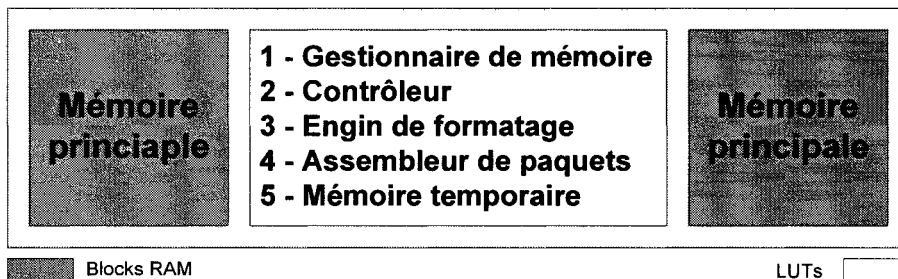 Mémoire
princiaple
1 - Gestionnaire de mémoire
2 - Contrôleur
3 - Engin de formatage
4 - Assembleur de paquets
5 - Mémoire temporaire
Mémoire
principale
Blocks RAM
LUTs